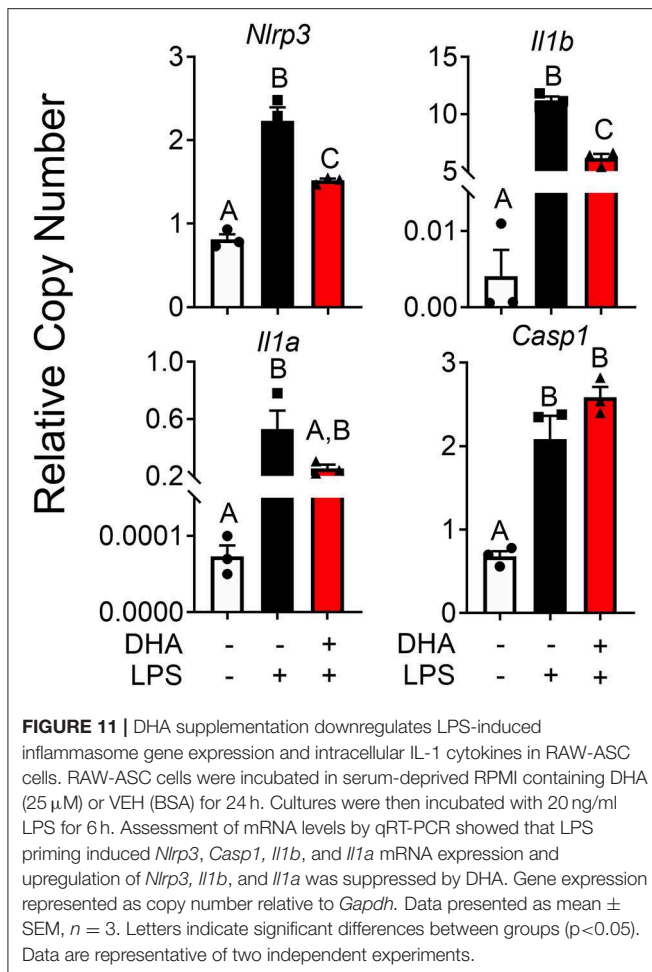 Relative Copy Number
Nlrp3
3
2
1
0
A
B
C
Il1b
15
10
5
0.01
0.00
A
B
C
Il1a
1.0
0.6
0.2
0.0001
0.0000
A
B
A,B
DHA - - +
LPS - + +
Casp1
3
2
1
0
A
B
B
DHA - - +
LPS - + +
FIGURE 11 | DHA supplementation downregulates LPS-induced
inflammasome gene expression and intracellular IL-1 cytokines in RAW-ASC
cells. RAW-ASC cells were incubated in serum-deprived RPMI containing DHA
(25 μM) or VEH (BSA) for 24 h. Cultures were then incubated with 20 ng/ml
LPS for 6 h. Assessment of mRNA levels by qRT-PCR showed that LPS
priming induced Nlrp3, Casp1, Il1b, and Il1a mRNA expression and
upregulation of Nlrp3, Il1b, and Il1a was suppressed by DHA. Gene expression
represented as copy number relative to Gapdh. Data presented as mean ±
SEM, n = 3. Letters indicate significant differences between groups (p<0.05).
Data are representative of two independent experiments.